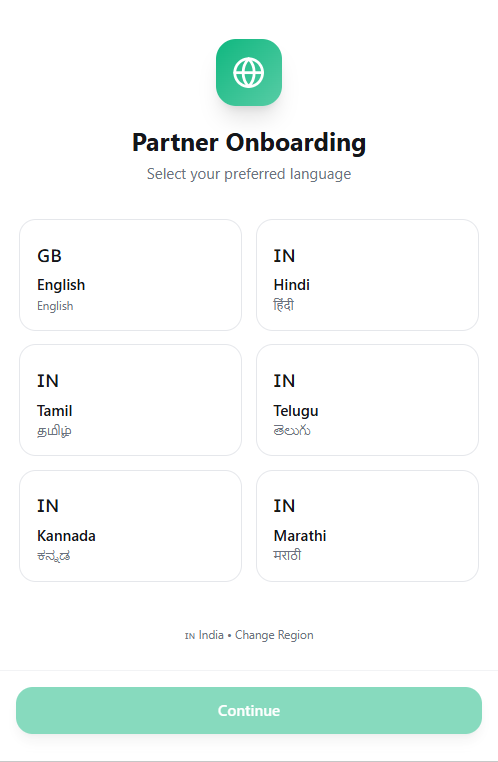 Partner Onboarding
Select your preferred language
GB
English
English
IN
Hindi
हिंदी
IN
Tamil
தமிழ்
IN
Telugu
తెలుగు
IN
Kannada
ಕನ್ನಡ
IN
Marathi
मराठी
IN India • Change Region
Continue